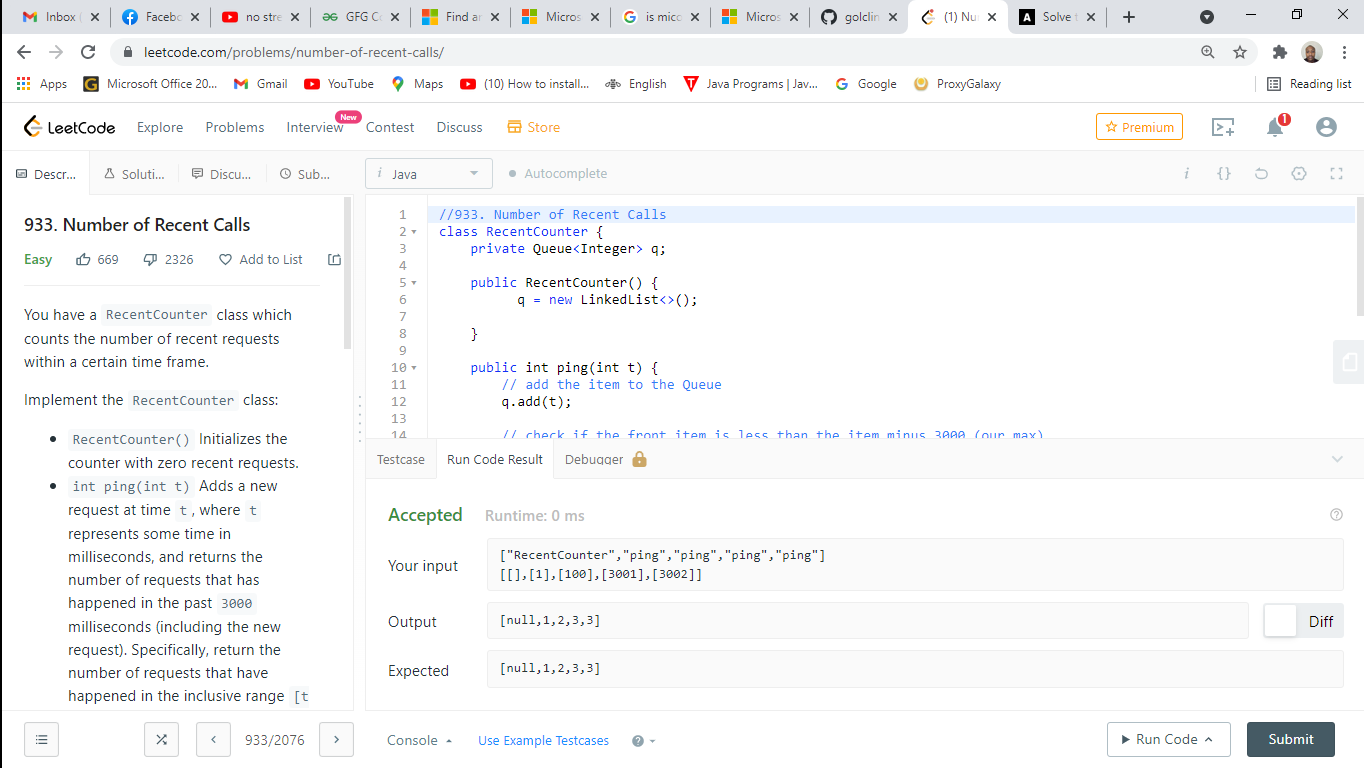 Inbox (
Faceb
no stre
GFG C
Find ar
Micros
is micc
Micros
golclin
(1) Nu
Solve t
leetcode.com/problems/number-of-recent-calls/
Apps
Microsoft Office 20...
Gmail
YouTube
Maps
(10) How to install...
English
Java Programs | Jav...
Google
ProxyGalaxy
Reading list
LeetCode
Explore
Problems
Interview
New
Contest
Discuss
Store
Premium
1
Descr...
Soluti...
Discu...
Sub...
i Java
Autocomplete
i {}
933. Number of Recent Calls
Easy 669 2326 Add to List
You have a RecentCounter class which
counts the number of recent requests
within a certain time frame.
Implement the RecentCounter class:
• RecentCounter() Initializes the
counter with zero recent requests.
• int ping(int t) Adds a new
request at time t, where t
represents some time in
milliseconds, and returns the
number of requests that has
happened in the past 3000
milliseconds (including the new
request). Specifically, return the
number of requests that have
happened in the inclusive range [t
1 //933. Number of Recent Calls
2 class RecentCounter {
3 private Queue<Integer> q;
4
5 public RecentCounter() {
6 q = new LinkedList<>();
7
8 }
9
10 public int ping(int t) {
11 // add the item to the Queue
12 q.add(t);
13
14 // check if the front item is less than the item minus 3000 (our max)
Testcase
Run Code Result
Debugger
Accepted Runtime: 0 ms
Your input
["RecentCounter","ping","ping","ping","ping"]
[[],[1],[100],[3001],[3002]]
Output
[null,1,2,3,3]
Diff
Expected
[null,1,2,3,3]
933/2076
Console
Use Example Testcases
Run Code
Submit